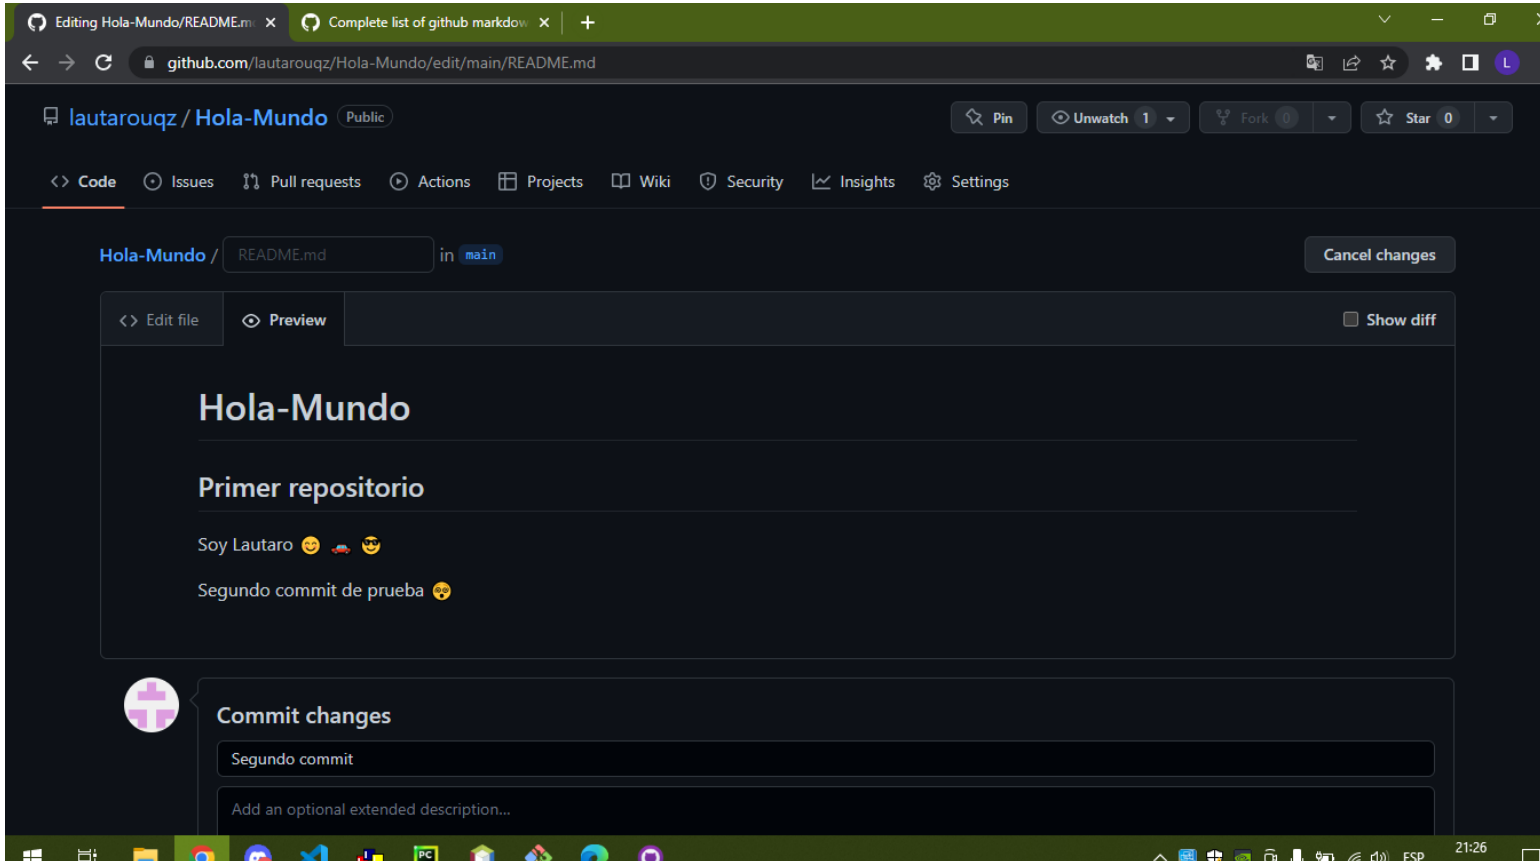 Editing Hola-Mundo/README.m
Complete list of github markdow
github.com/lautarouqz/Hola-Mundo/edit/main/README.md
L
lautarouqz / Hola-Mundo Public
Pin Unwatch 1 Fork 0 Star 0
Code Issues Pull requests Actions Projects Wiki Security Insights Settings
Hola-Mundo / README.md in main Cancel changes
Edit file Preview Show diff
Hola-Mundo
Primer repositorio
Soy Lautaro 😊 🚗 😎
Segundo commit de prueba 😵
Commit changes
Segundo commit
Add an optional extended description...
PC
ESP
21:26